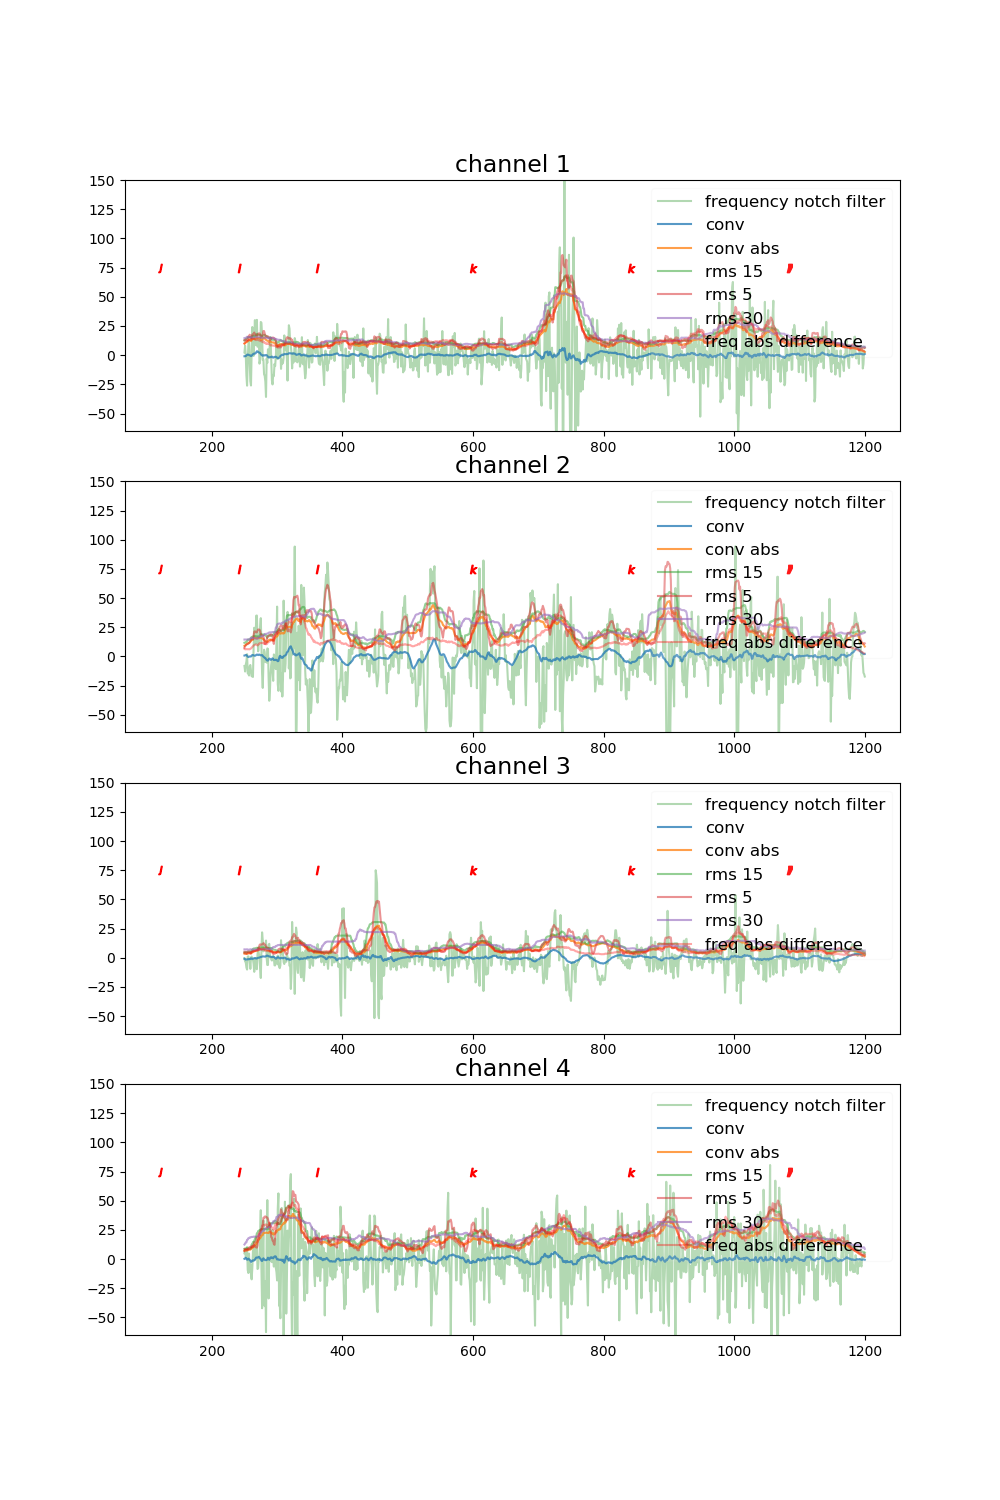 channel 1
150
125
100
75
50
25
0
−25
−50
frequency notch filter
conv
conv abs
rms 15
rms 5
rms 30
freq abs difference
l l k k
200 400 600 800 1000 1200
channel 2
150
125
100
75
50
25
0
−25
−50
frequency notch filter
conv
conv abs
rms 15
rms 5
rms 30
freq abs difference
l l k k
200 400 600 800 1000 1200
channel 3
150
125
100
75
50
25
0
−25
−50
frequency notch filter
conv
conv abs
rms 15
rms 5
rms 30
freq abs difference
l l k k
200 400 600 800 1000 1200
channel 4
150
125
100
75
50
25
0
−25
−50
frequency notch filter
conv
conv abs
rms 15
rms 5
rms 30
freq abs difference
l l k k
200 400 600 800 1000 1200